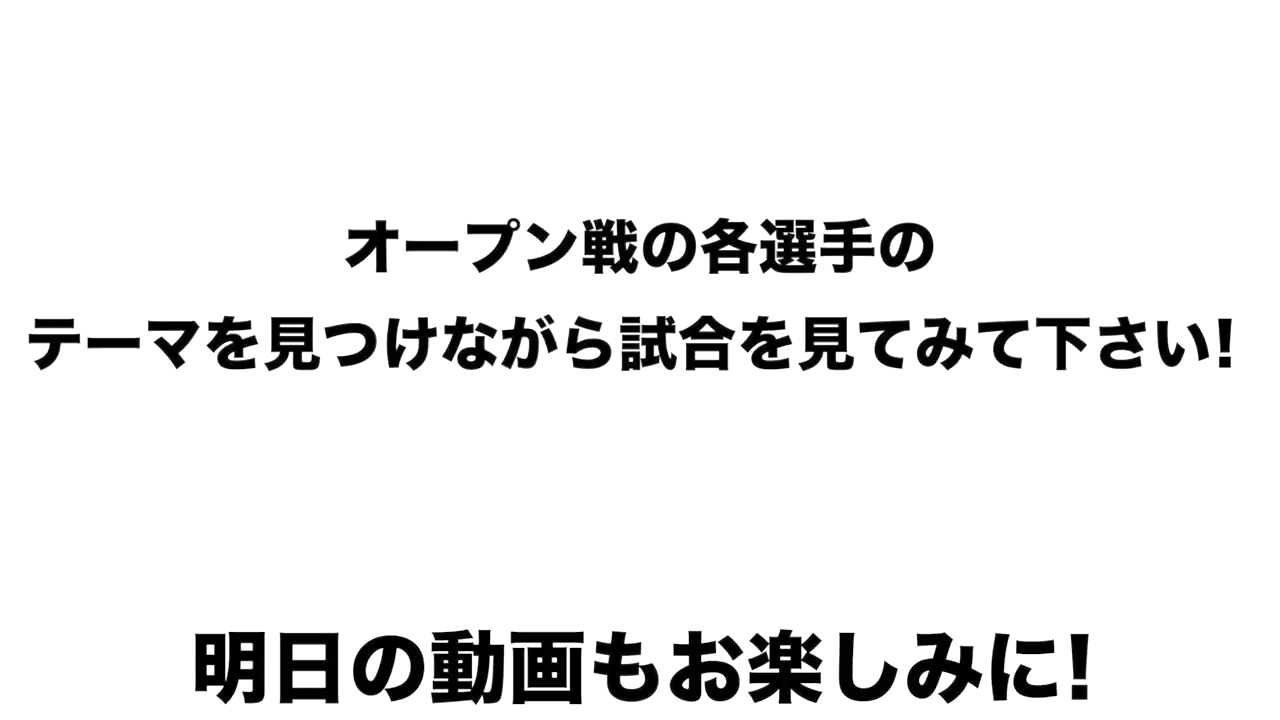 オープン戦の各選手の
テーマを見つけながら試合を見てみて下さい!
明日の動画もお楽しみに!